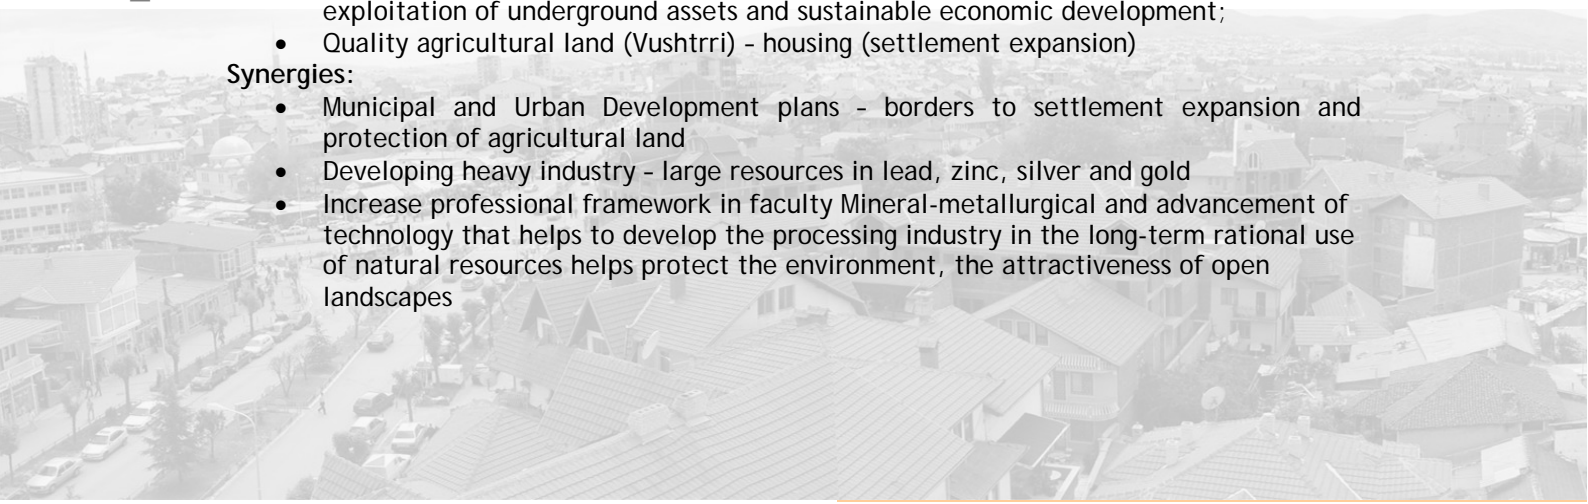 exploitation of underground assets and sustainable economic development;
• Quality agricultural land (Vushtrri) – housing (settlement expansion)
Synergies:
• Municipal and Urban Development plans – borders to settlement expansion and
protection of agricultural land
• Developing heavy industry – large resources in lead, zinc, silver and gold
• Increase professional framework in faculty Mineral-metallurgical and advancement of
technology that helps to develop the processing industry in the long-term rational use
of natural resources helps protect the environment, the attractiveness of open
landscapes